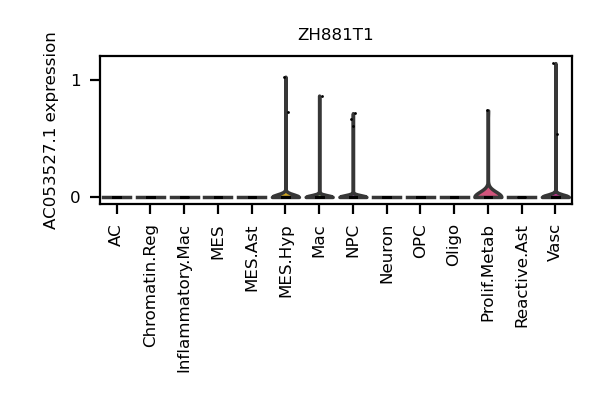 ZH881T1
AC053527.1 expression
1
0
AC
Chromatin.Reg
Inflammatory.Mac
MES
MES.Ast
MES.Hyp
Mac
NPC
Neuron
OPC
Oligo
Prolif.Metab
Reactive.Ast
Vasc